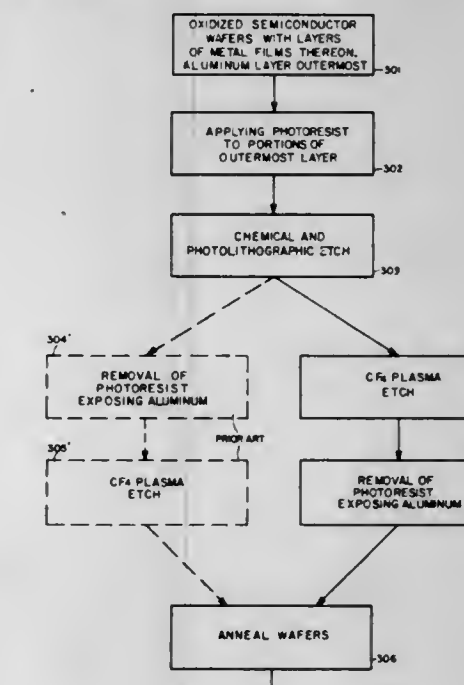 OXIDIZED SEMICONDUCTOR
WAFERS WITH LAYERS
OF METAL FILMS THEREON.
ALUMINUM LAYER OUTERMOST
301
APPLYING PHOTORESIST
TO PORTIONS OF
OUTERMOST LAYER
302
CHEMICAL AND
PHOTOLITHOGRAPHIC ETCH
303
304'
REMOVAL OF
PHOTORESIST
EXPOSING ALUMINUM
CF4 PLASMA
ETCH
PRIOR ART
305'
CF4 PLASMA
ETCH
REMOVAL OF
PHOTORESIST
EXPOSING ALUMINUM
ANNEAL WAFERS
306